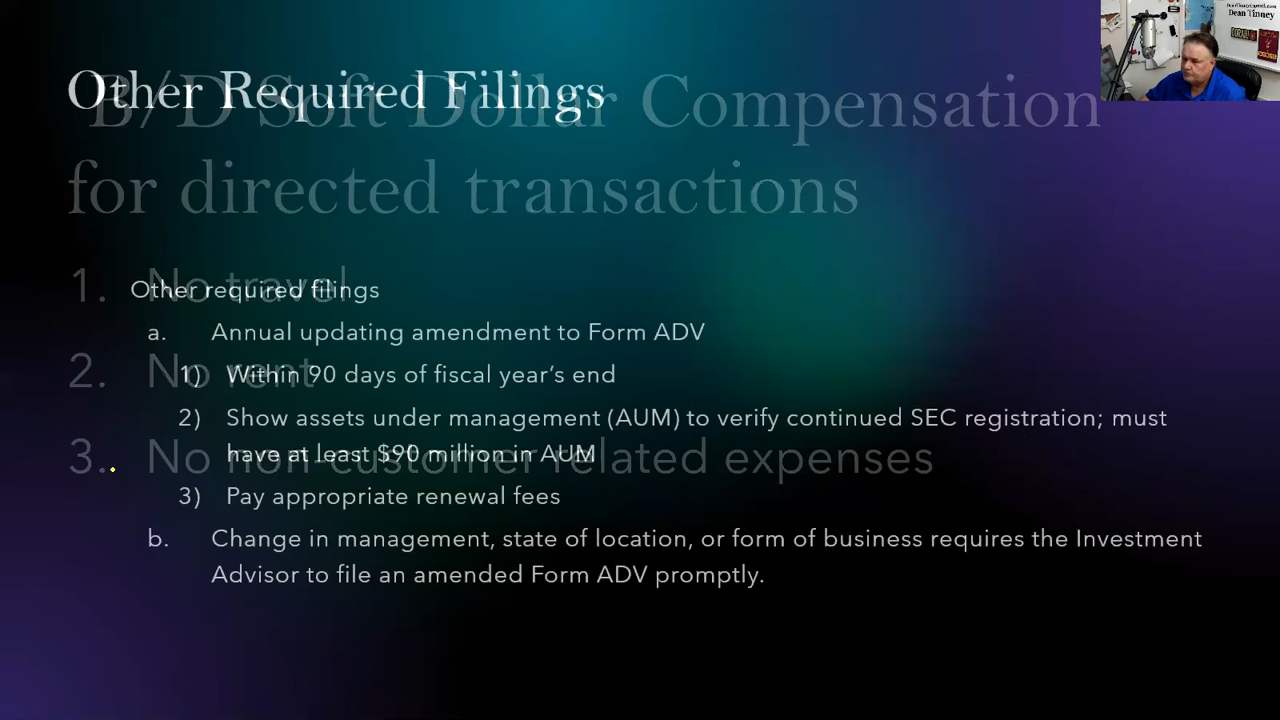 Other Required Filings
B/D Soft Dollar Compensation
for directed transactions
1. No travel
2. No rent
3. No non-customer related expenses
Other required filings
a. Annual updating amendment to Form ADV
1) Within 90 days of fiscal year’s end
2) Show assets under management (AUM) to verify continued SEC registration; must
have at least $90 million in AUM
3) Pay appropriate renewal fees
b. Change in management, state of location, or form of business requires the Investment
Advisor to file an amended Form ADV promptly.
Dean Tinney